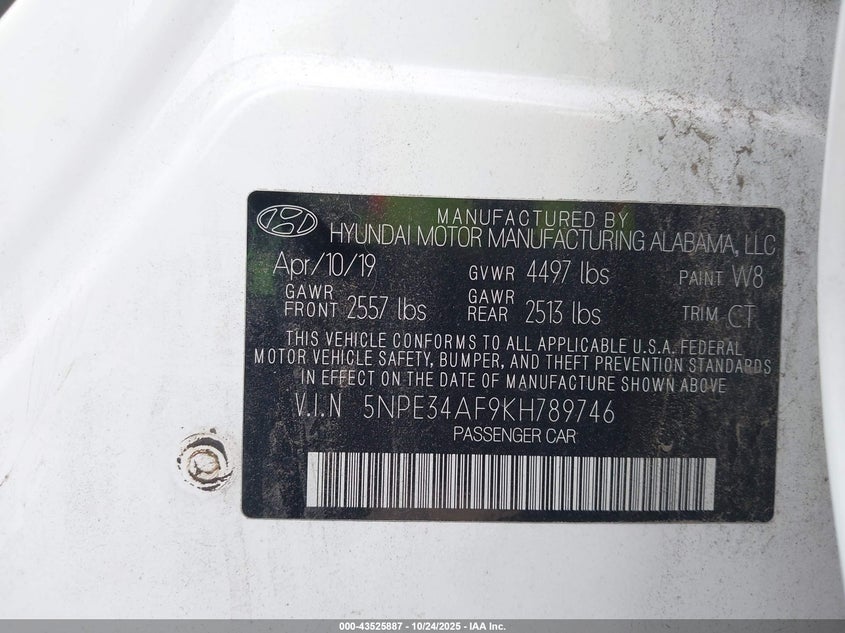 MANUFACTURED BY
HYUNDAI MOTOR MANUFACTURING ALABAMA, LLC
Apr/10/19 GVWR 4497 lbs PAINT W8
GAWR FRONT 2557 lbs GAWR REAR 2513 lbs TRIM CT
THIS VEHICLE CONFORMS TO ALL APPLICABLE U.S.A. FEDERAL
MOTOR VEHICLE SAFETY, BUMPER, AND THEFT PREVENTION STANDARDS
IN EFFECT ON THE DATE OF MANUFACTURE SHOWN ABOVE
V.I.N 5NPE34AF9KH789746
PASSENGER CAR
000-43525887 - 10/24/2025 - IAA Inc.